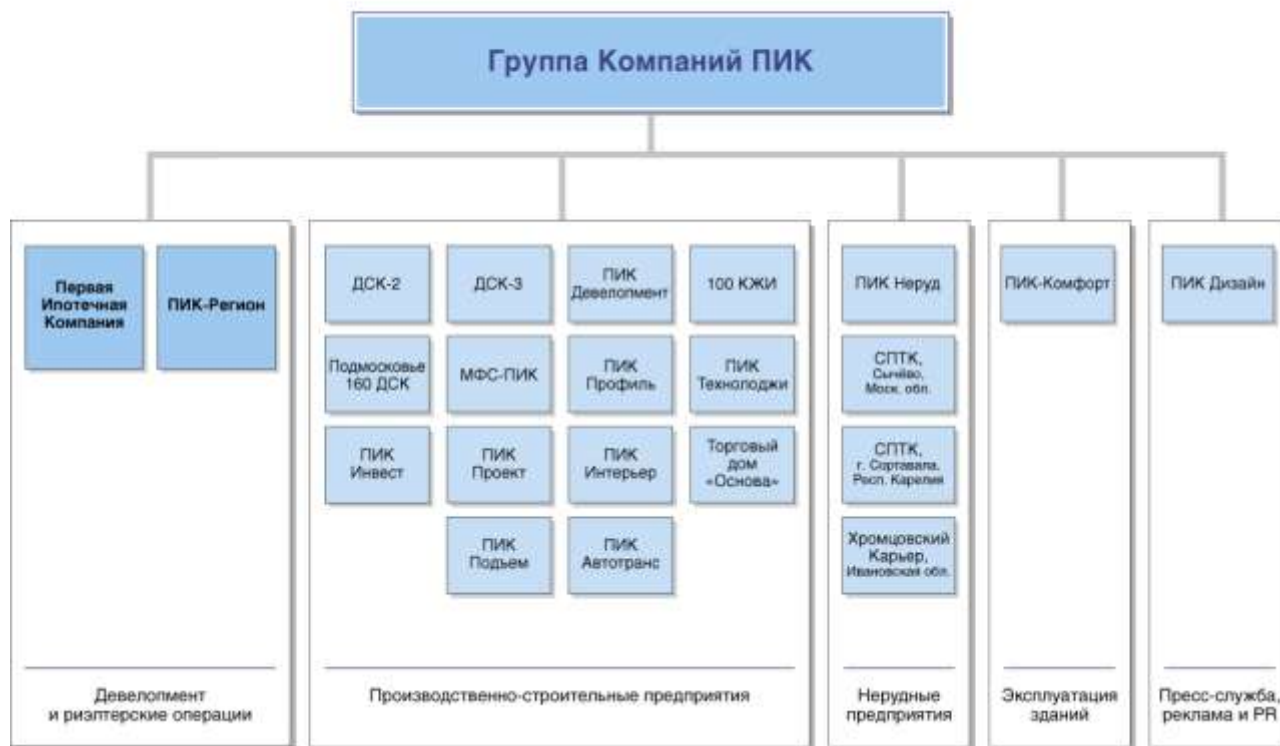 Группа Компаний ПИК
Первая
Ипотечная
Компания
ПИК-Регион
Девелопмент
и риэлтерские операции
ДСК-2
ДСК-3
ПИК
Девелопмент
100 КЖИ
Подмосковье
160 ДСК
МФС-ПИК
ПИК
Профиль
ПИК
Технолоджи
ПИК
Инвест
ПИК
Проект
ПИК
Интерьер
Торговый
дом
«Основа»
ПИК
Подъем
ПИК
Автотранс
Производственно-строительные предприятия
ПИК Неруд
СПТК,
Сычёво,
Моск. обл.
СПТК,
г. Сортавала,
Респ. Карелия
Хромцовский
Карьер,
Ивановская обл.
Нерудные
предприятия
ПИК-Комфорт
Эксплуатация
зданий
ПИК Дизайн
Пресс-служба,
реклама и PR